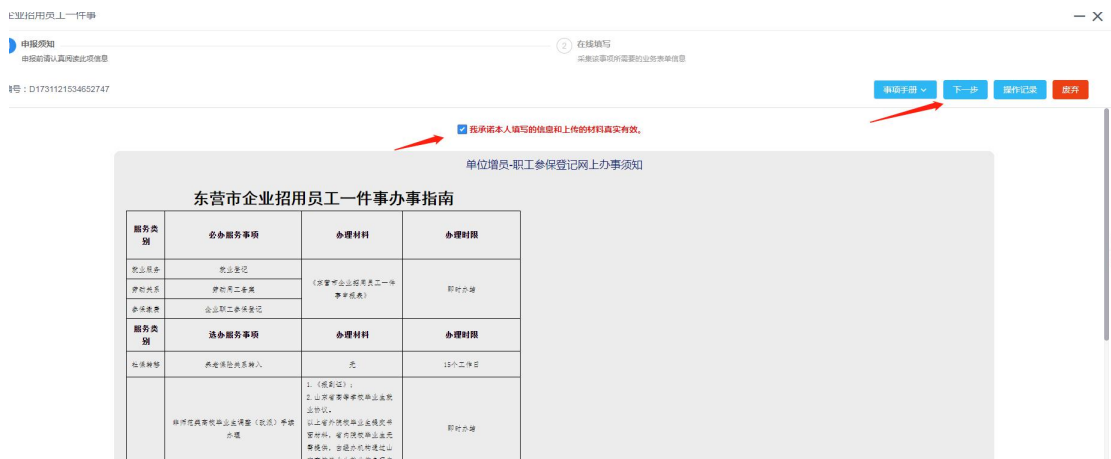 企业招用员工一件事
申报须知
申报前请认真阅读此项信息
2 在线填写
采集该事项所需要的业务表单信息
编号：D1731121534652747
事项手册 下一步 操作记录 废弃
我承诺本人填写的信息和上传的材料真实有效。
单位增员-职工参保登记网上办事须知
东营市企业招用员工一件事办事指南
服务类别 必办服务事项 办理材料 办理时限
就业服务 就业登记
劳动关系 劳动用工备案
《东营市企业招用员工一件事申报表》 即时办结
参保缴费 企业职工参保登记
服务类别 选办服务事项 办理材料 办理时限
社保转移 养老保险关系转入 无 15个工作日
1.《报到证》；
2.山东省高等学校毕业生就
业协议。
非师范类高校毕业生调整（改派）手续办理
以上省外院校毕业生提交书
面材料，省内院校毕业生无
需提供，由经办机构通过山
即时办结